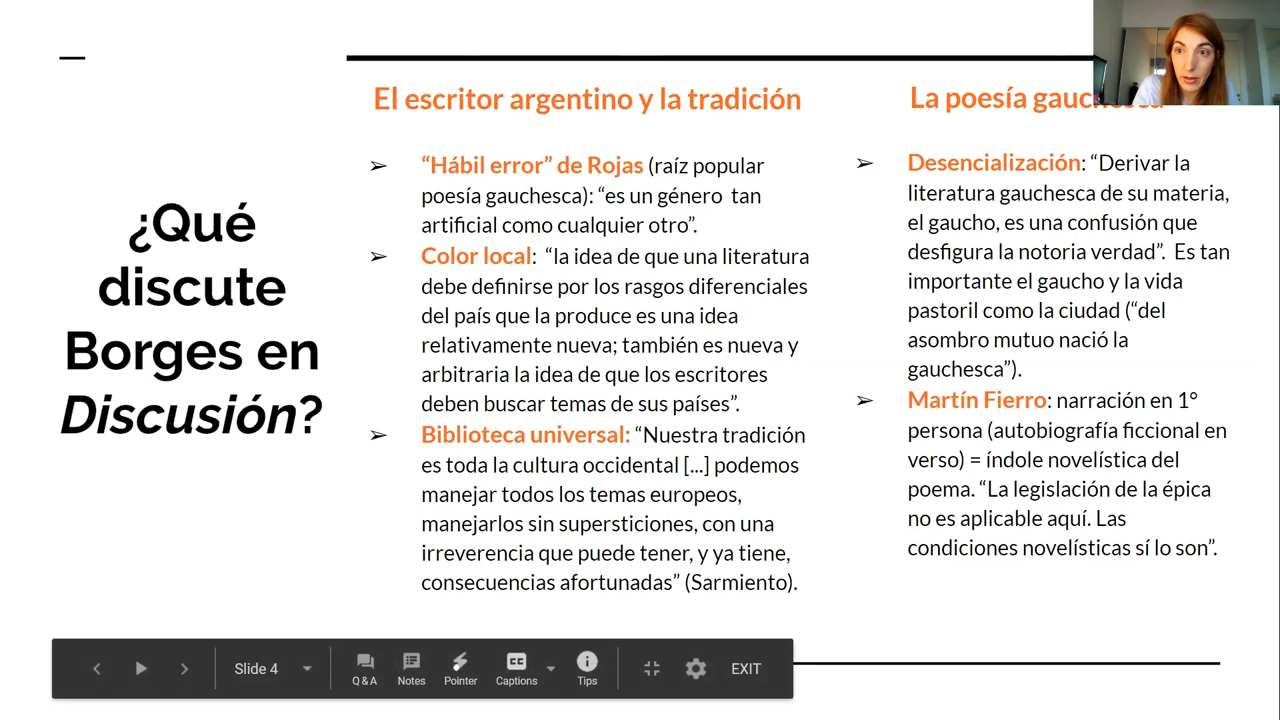 ¿Qué
discute
Borges en
Discusión?
El escritor argentino y la tradición
➢ “Hábil error” de Rojas (raíz popular
poesía gauchesca): “es un género tan
artificial como cualquier otro”.
➢ Color local: “la idea de que una literatura
debe definirse por los rasgos diferenciales
del país que la produce es una idea
relativamente nueva; también es nueva y
arbitraria la idea de que los escritores
deben buscar temas de sus países”.
➢ Biblioteca universal: “Nuestra tradición
es toda la cultura occidental [...] podemos
manejar todos los temas europeos,
manejarlos sin supersticiones, con una
irreverencia que puede tener, y ya tiene,
consecuencias afortunadas” (Sarmiento).
La poesía
➢ Desencialización: “Derivar la
literatura gauchesca de su materia,
el gaucho, es una confusión que
desfigura la notoria verdad”. Es tan
importante el gaucho y la vida
pastoril como la ciudad (“del
asombro mutuo nació la
gauchesca”).
➢ Martín Fierro: narración en 1°
persona (autobiografía ficcional en
verso) = índole novelística del
poema. “La legislación de la épica
no es aplicable aquí. Las
condiciones novelísticas sí lo son”.
Slide 4
Q & A
Notes
Pointer
CC
Captions
Tips
EXIT